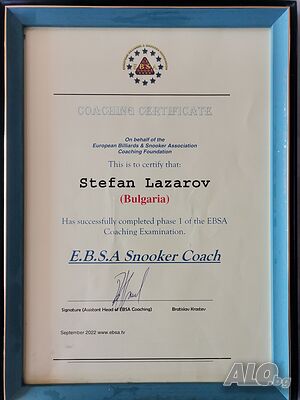 EBSA
COACHING CERTIFICATE
On behalf of the
European Billiards & Snooker Association
Coaching Foundation
This is to certify that:
Stefan Lazarov
(Bulgaria)
Has successfully completed phase 1 of the EBSA
Coaching Examination.
E.B.S.A Snooker Coach
Signature (Assistant Head of EBSA Coaching) Bratislav Krastev
September 2022 www.ebsa.tv
ALO.bg